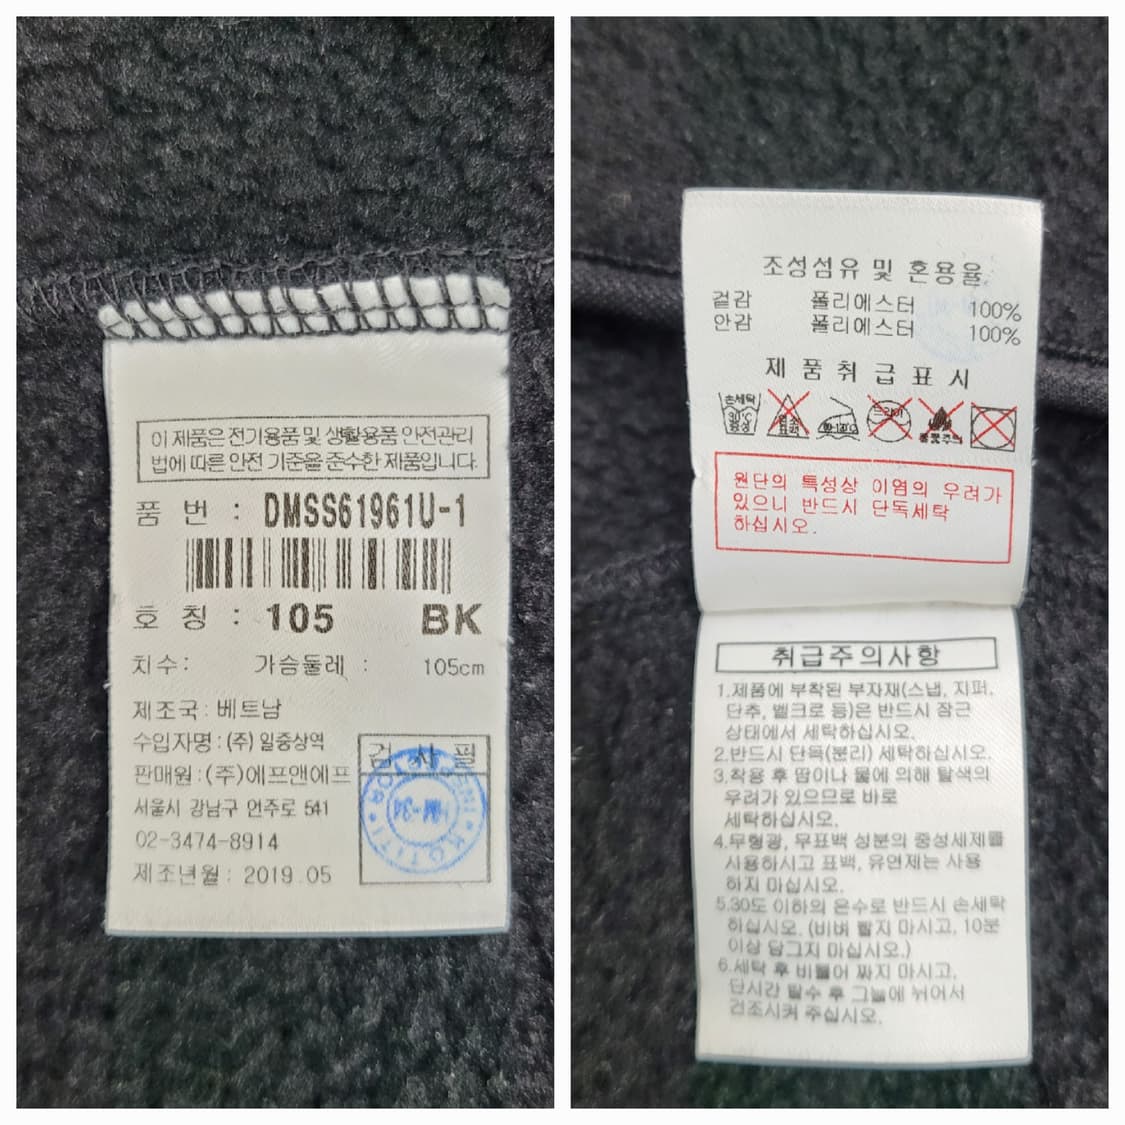 이 제품은 전기용품 및 생활용품 안전관리
법에 따른 안전 기준을 준수한 제품입니다.
품 번 : DMSS61961U-1
호 칭 : 105 BK
치수: 가슴둘레 : 105cm
제조국: 베트남
수입자명 : (주) 일중상역
판매원 : (주)에프앤에프
서울시 강남구 언주로 541
02-3474-8914
제조년월 : 2019.05
검 사 필
KOTITI
조성섬유 및 혼용율
겉감 폴리에스터 100%
안감 폴리에스터 100%
제 품 취 급 표 시
손세탁
30℃
중성
염소
표백
드라이
원단의 특성상 이염의 우려가
있으니 반드시 단독세탁
하십시오.
취급주의사항
1.제품에 부착된 부자재(스냅, 지퍼,
단추, 벨크로 등)은 반드시 잠근
상태에서 세탁하십시오.
2.반드시 단독(분리) 세탁하십시오.
3.착용 후 땀이나 물에 의해 탈색의
우려가 있으므로 바로
세탁하십시오.
4.무형광, 무표백 성분의 중성세제를
사용하시고 표백, 유연제는 사용
하지 마십시오.
5.30도 이하의 온수로 반드시 손세탁
하십시오. (비벼 빨지 마시고, 10분
이상 담그지 마십시오.)
6.세탁 후 비틀어 짜지 마시고,
단시간 탈수 후 그늘에 뉘어서
건조시켜 주십시오.